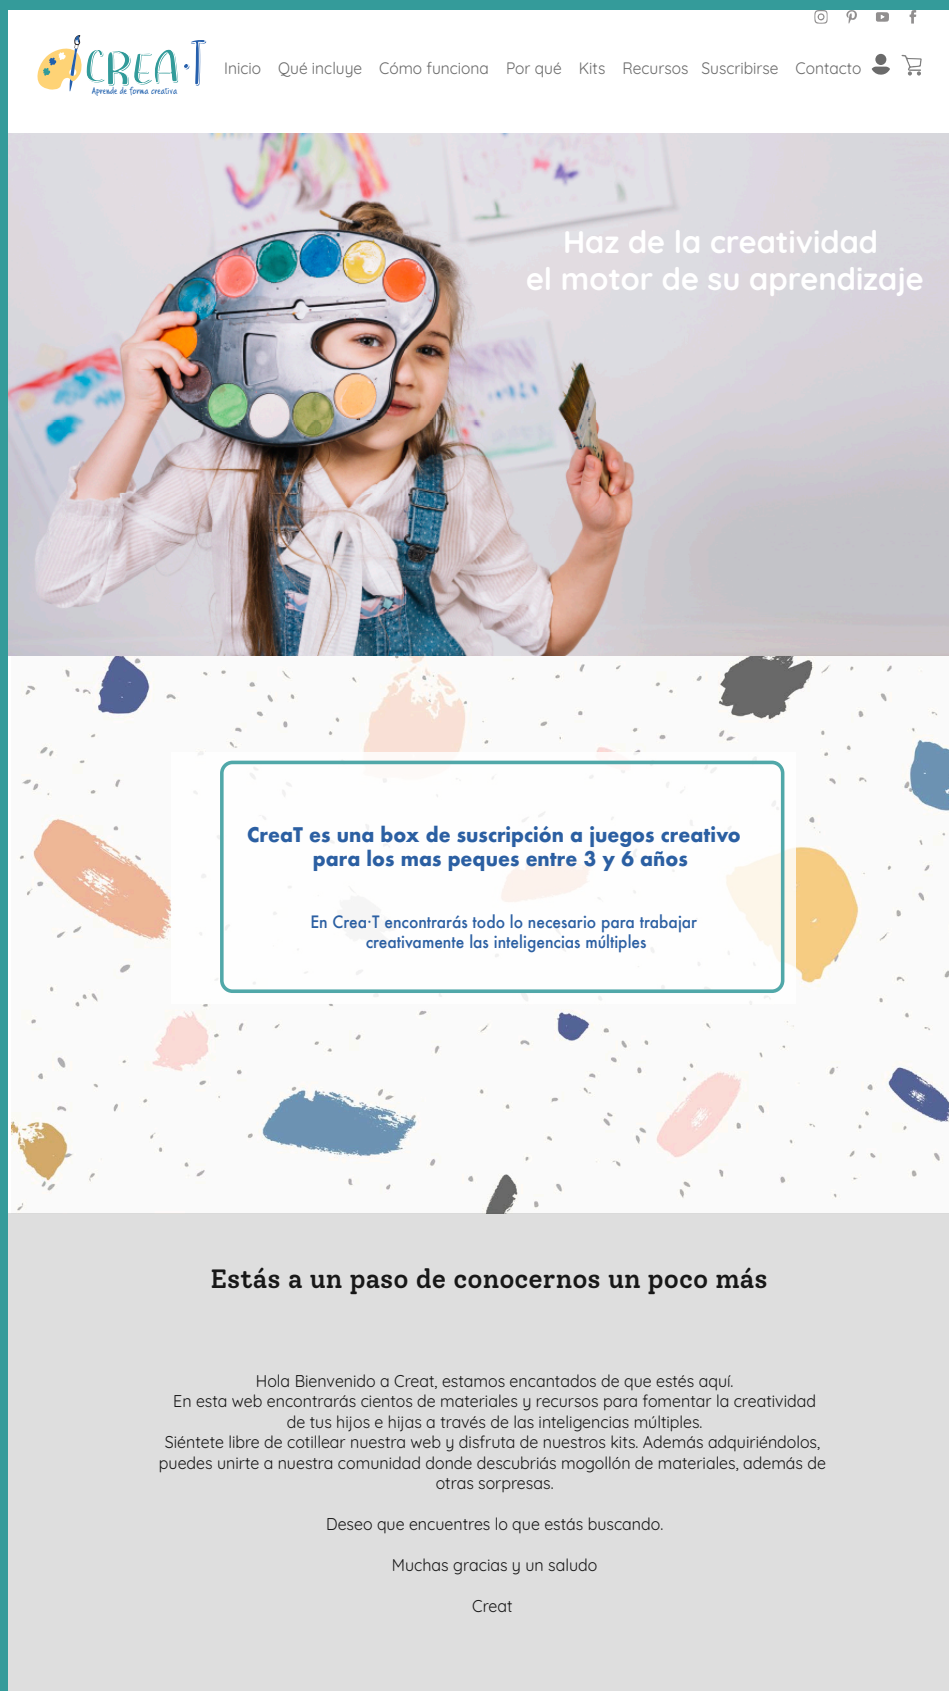 CREA·T
Aprende de forma creativa
Inicio Qué incluye Cómo funciona Por qué Kits Recursos Suscribirse Contacto
Haz de la creatividad
el motor de su aprendizaje
CreaT es una box de suscripción a juegos creativo
para los mas peques entre 3 y 6 años
En Crea·T encontrarás todo lo necesario para trabajar
creativamente las inteligencias múltiples
Estás a un paso de conocernos un poco más
Hola Bienvenido a Creat, estamos encantados de que estés aquí.
En esta web encontrarás cientos de materiales y recursos para fomentar la creatividad
de tus hijos e hijas a través de las inteligencias múltiples.
Siéntete libre de cotillear nuestra web y disfruta de nuestros kits. Además adquiriéndolos,
puedes unirte a nuestra comunidad donde descubriás mogollón de materiales, además de
otras sorpresas.
Deseo que encuentres lo que estás buscando.
Muchas gracias y un saludo
Creat